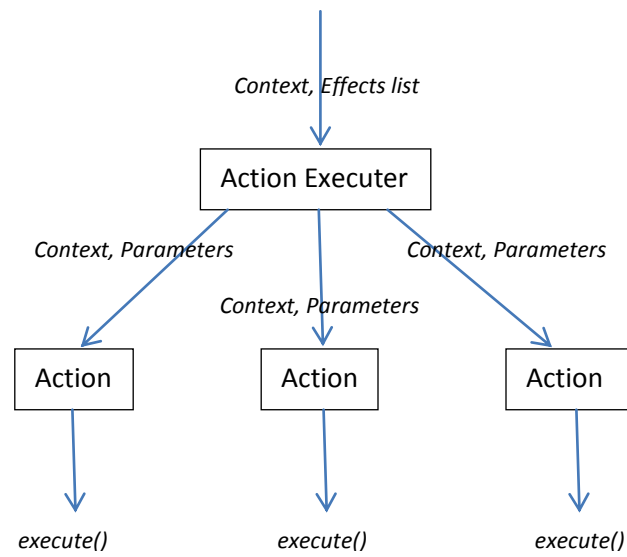 Context, Effects list
Action Executer
Context, Parameters
Context, Parameters
Context, Parameters
Action
Action
Action
execute()
execute()
execute()